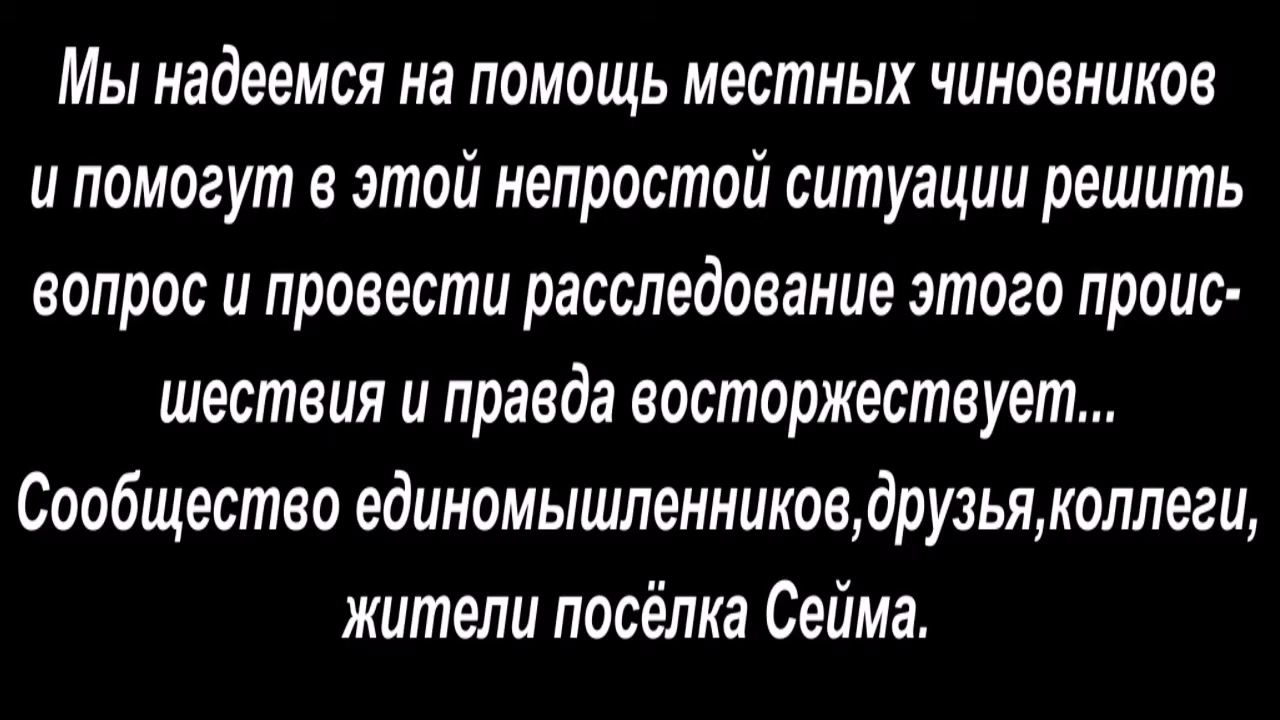 Мы надеемся на помощь местных чиновников
и помогут в этой непростой ситуации решить
вопрос и провести расследование этого проис-
шествия и правда восторжествует...
Сообщество единомышленников,друзья,коллеги,
жители посёлка Сейма.